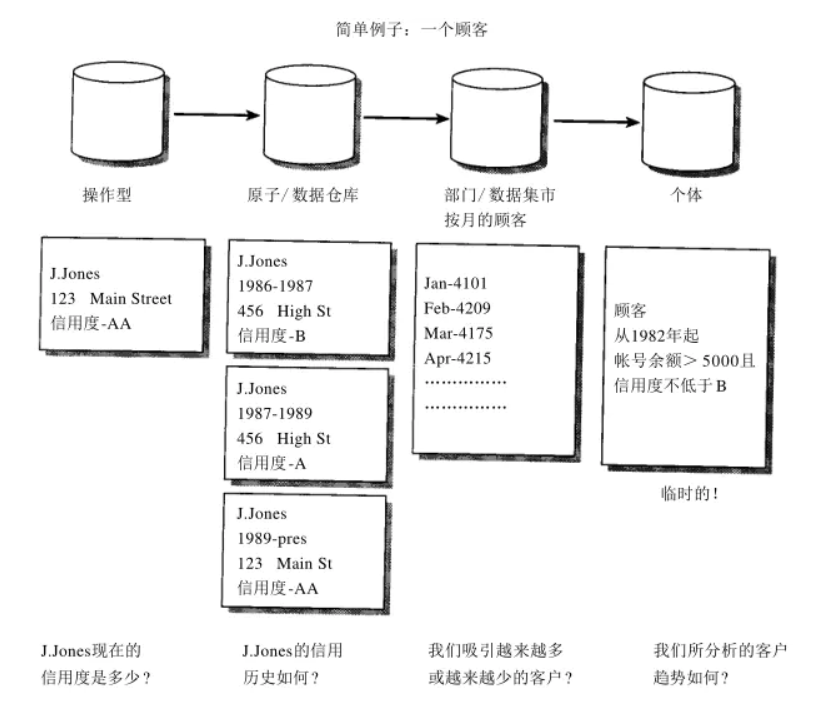 简单例子：一个顾客
操作型
原子/数据仓库
部门/数据集市
按月的顾客
个体
J.Jones
123 Main Street
信用度-AA
J.Jones
1986-1987
456 High St
信用度-B
J.Jones
1987-1989
456 High St
信用度-A
J.Jones
1989-pres
123 Main St
信用度-AA
Jan-4101
Feb-4209
Mar-4175
Apr-4215
……………
……………
顾客
从1982年起
帐号余额＞5000且
信用度不低于B
临时的！
J.Jones现在的
信用度是多少？
J.Jones的信用
历史如何？
我们吸引越来越多
或越来越少的客户？
我们所分析的客户
趋势如何？